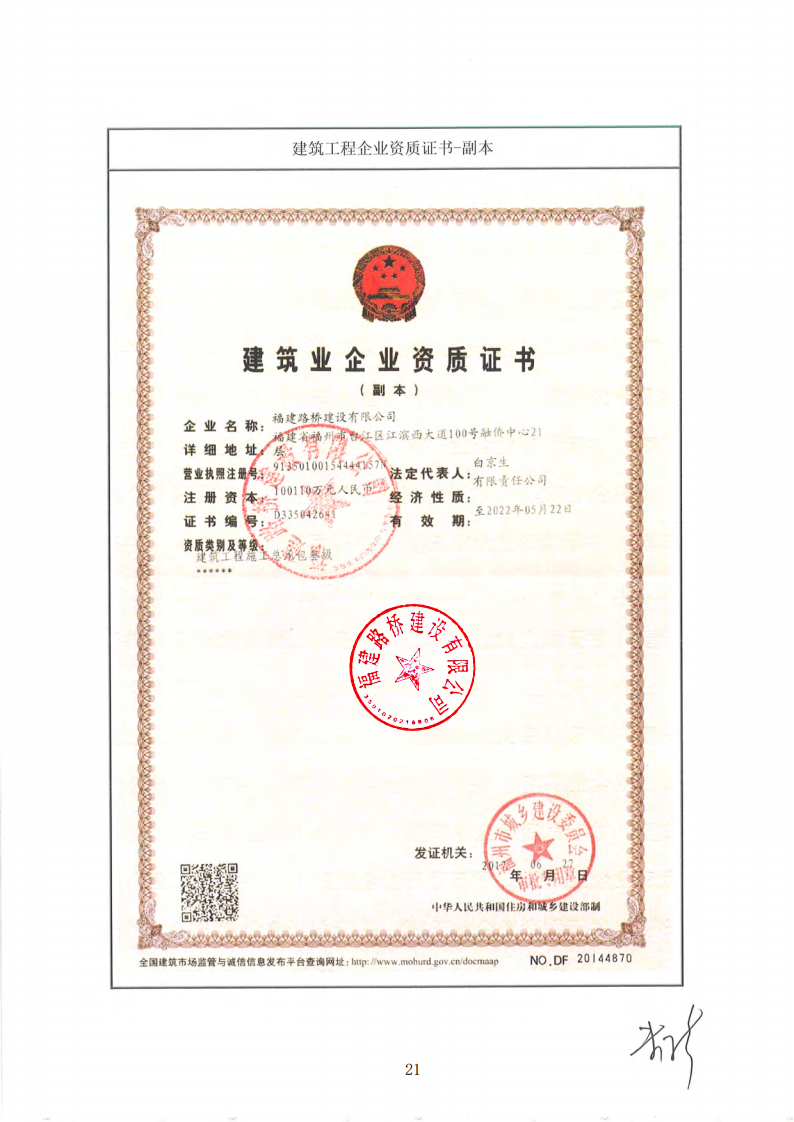 建筑工程企业资质证书-副本
建筑业企业资质证书
（副本）
企业名称：福建路桥建设有限公司
详细地址：福建省福州市台江区江滨西大道100号融侨中心21层
营业执照注册号：91350100154444157N
法定代表人：白京生
注册资本：100110万元人民币
经济性质：有限责任公司
证书编号：D335042641
有效期：至2022年05月22日
资质类别及等级：
建筑工程施工总承包叁级
******
福建路桥建设有限公司
福州市城乡建设委员会
审批专用章
发证机关：
06 27
年 月 日
中华人民共和国住房和城乡建设部制
全国建筑市场监管与诚信信息发布平台查询网址：http://www.mohurd.gov.cn/docmaap
NO.DF 20144870
21